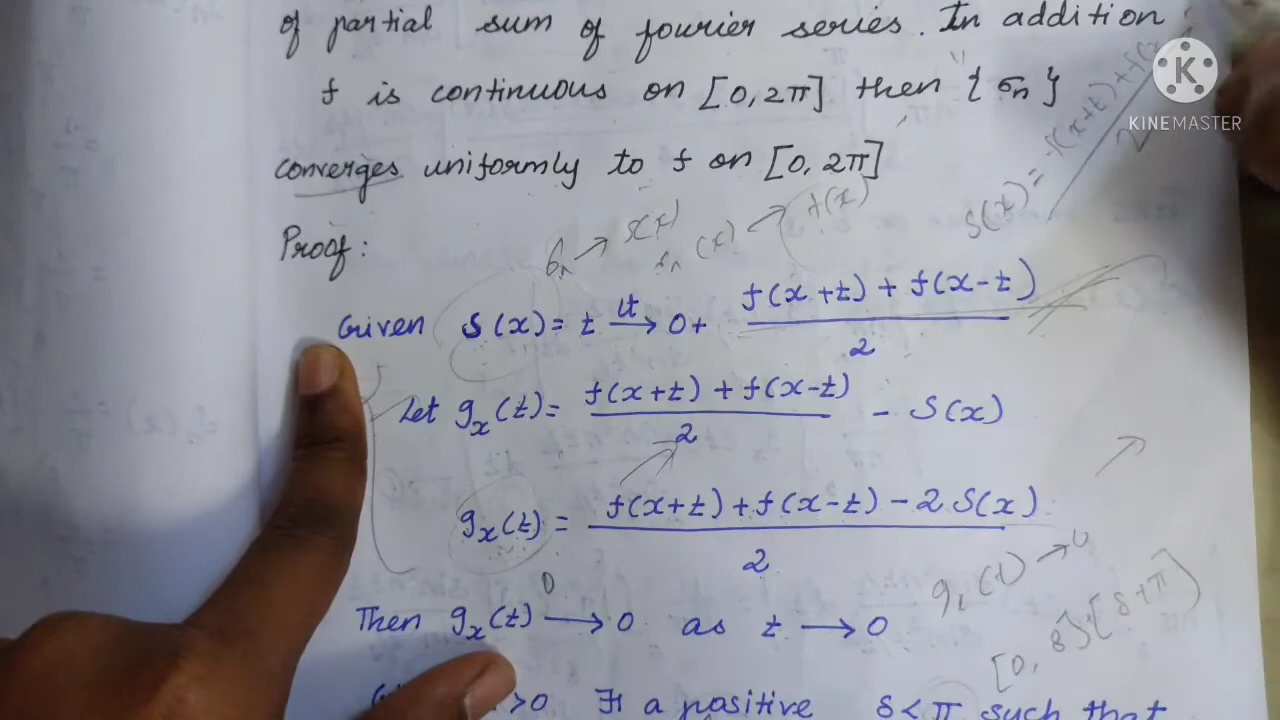 of partial sum of fourier series. In addition
f is continuous on [0, 2π] then { σn }
converges uniformly to f on [0, 2π]
Proof:
Given S(x) = t lt→ 0+ f(x+t) + f(x-t) / 2
Let gx(t) = f(x+t) + f(x-t) / 2 - S(x)
gx(t) = f(x+t) + f(x-t) - 2 S(x) / 2
Then gx(t) → 0 as t → 0
>0 ∃ a positive δ < π such that
S(x) =
→ S(x)
(x) → f(x)
[0, δ] [δ, π]
KINEMASTER